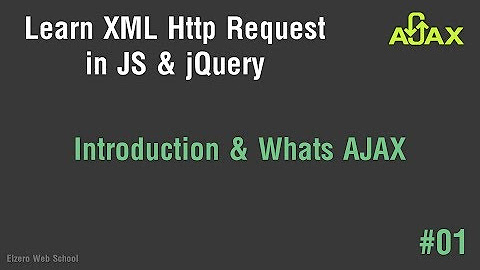 Learn XML Http Request
in JS & jQuery
AJAX
Introduction & Whats AJAX
#01
Elzero Web School